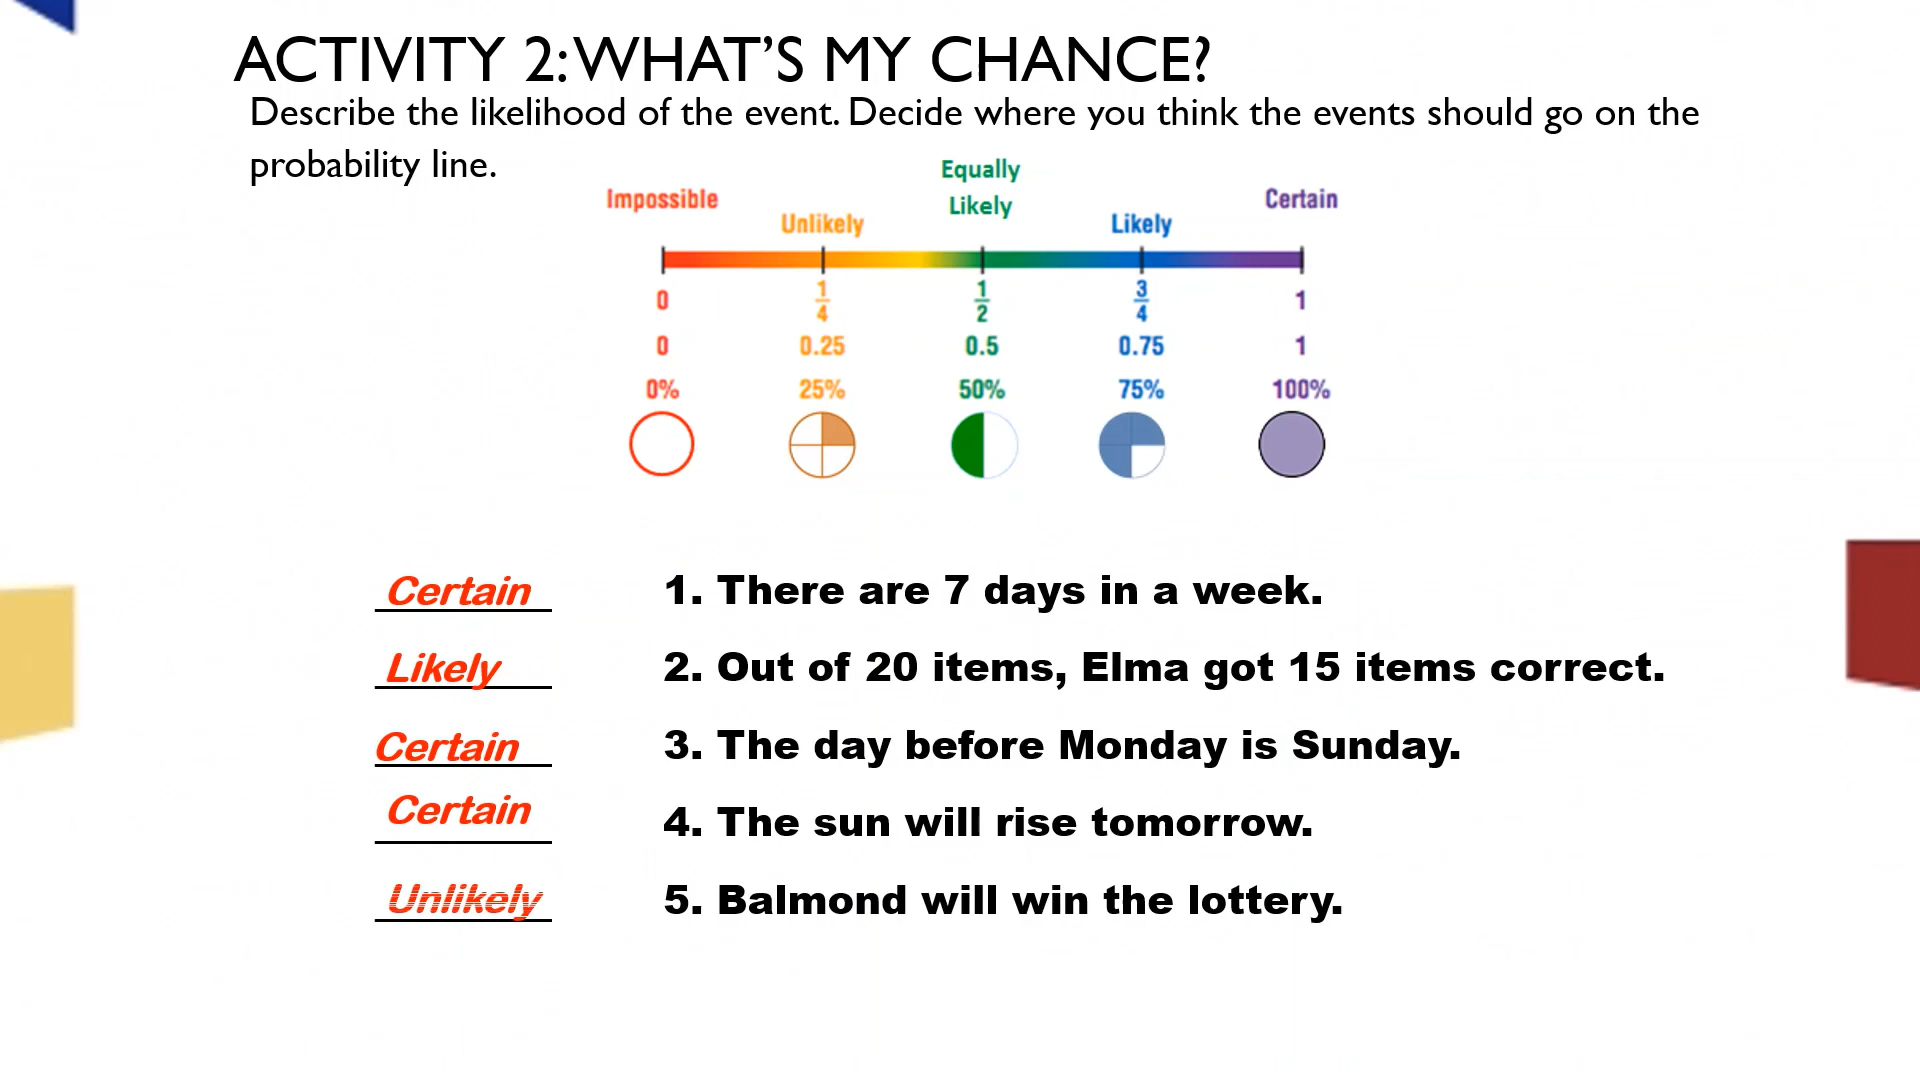 ACTIVITY 2: WHAT'S MY CHANCE?
Describe the likelihood of the event. Decide where you think the events should go on the
probability line.
Equally
Likely
Impossible Certain
Unlikely Likely
0 1/4 1/2 3/4 1
0 0.25 0.5 0.75 1
0% 25% 50% 75% 100%
Certain 1. There are 7 days in a week.
Likely 2. Out of 20 items, Elma got 15 items correct.
Certain 3. The day before Monday is Sunday.
Certain 4. The sun will rise tomorrow.
Unlikely 5. Balmond will win the lottery.